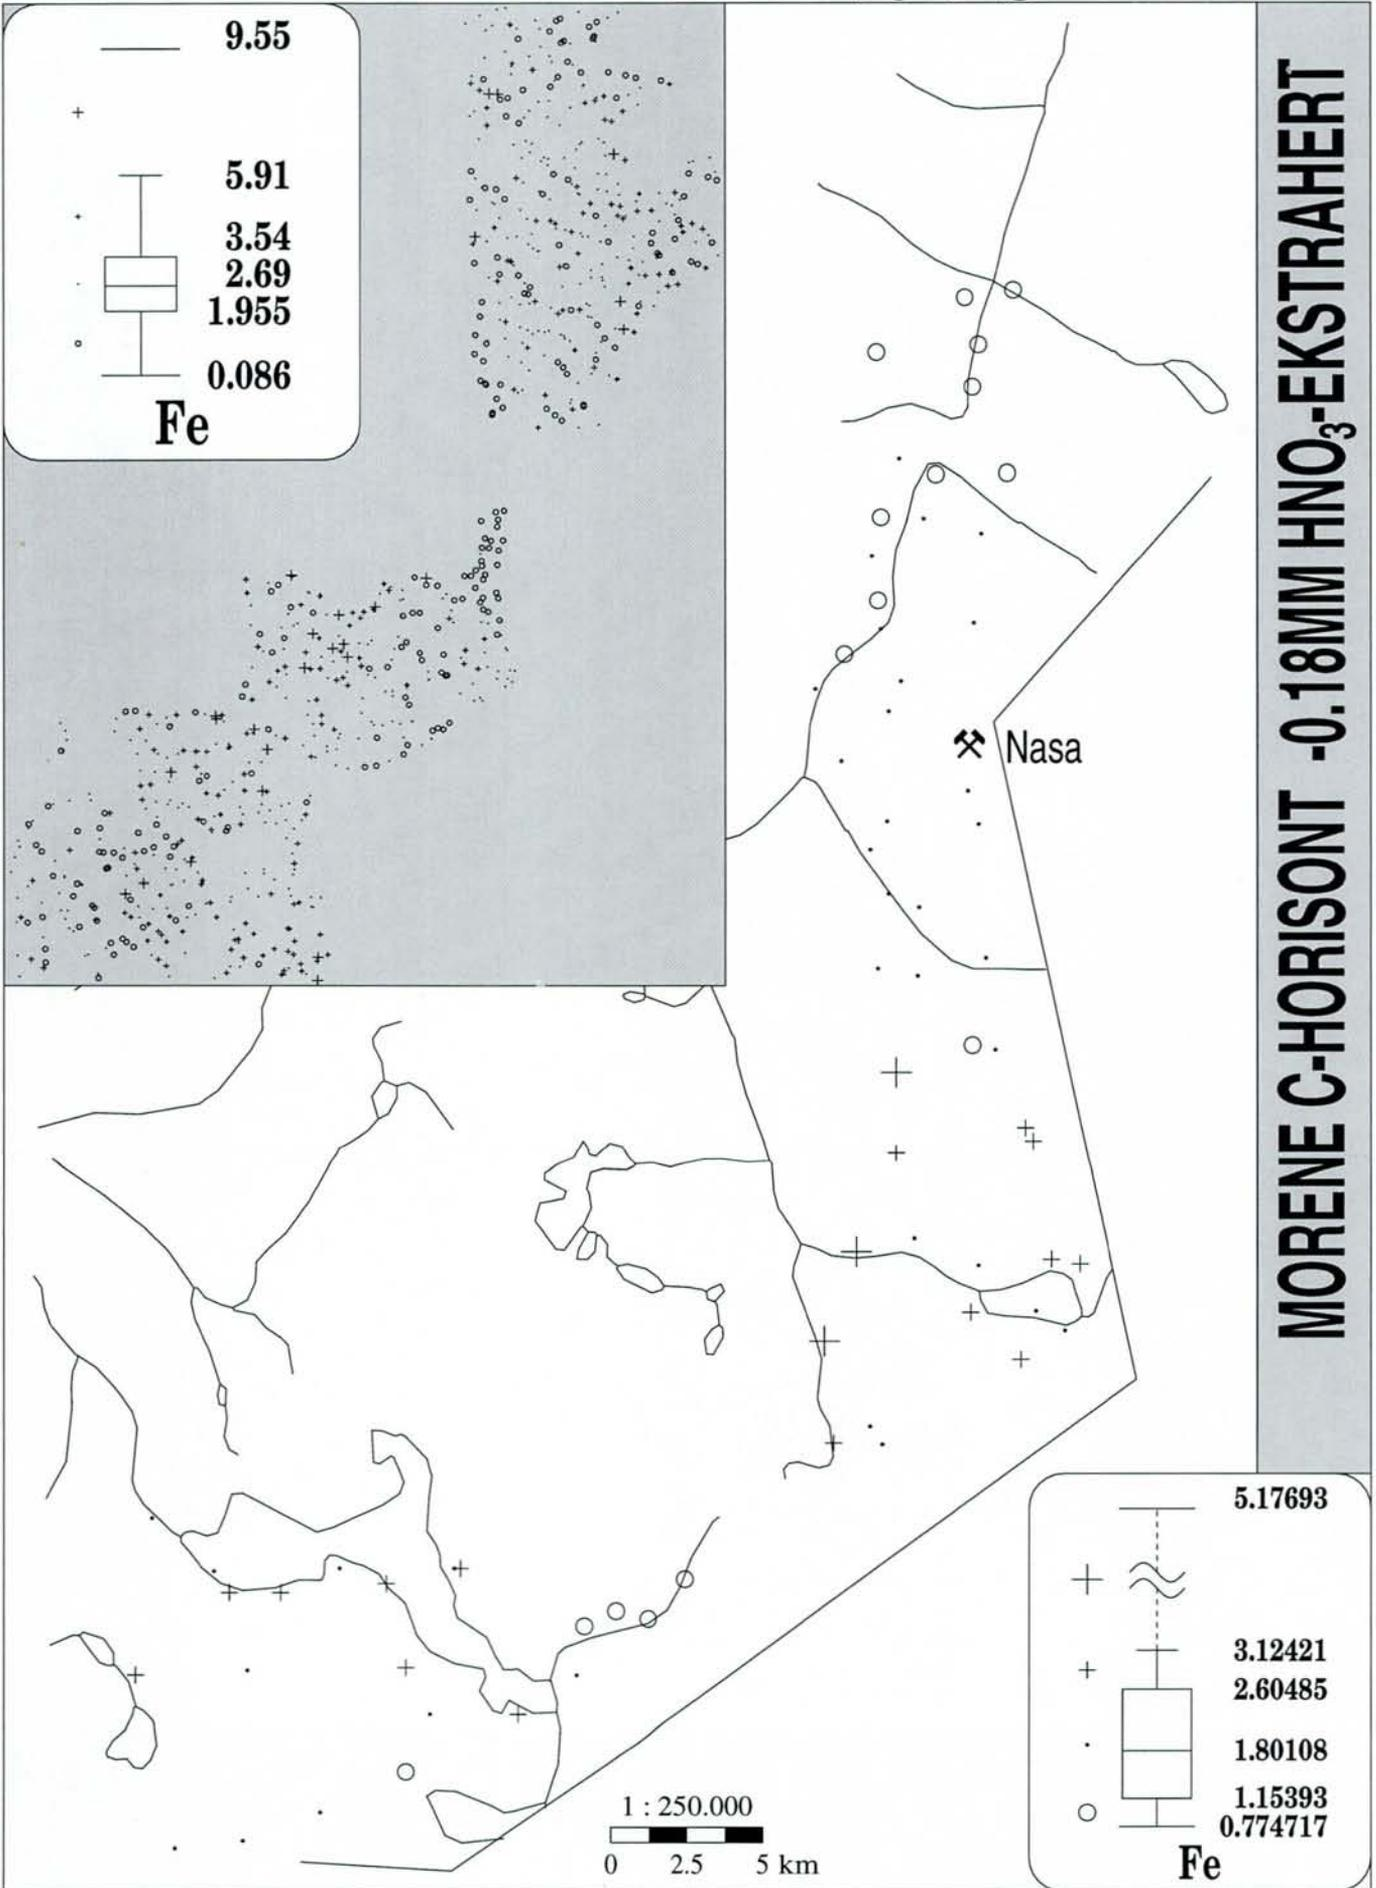 9.55
5.91
3.54
2.69
1.955
0.086
Fe
MORENE C-HORISONT -0.18MM HNO3-EKSTRAHERT
Nasa
1 : 250.000
0 2.5 5 km
5.17693
3.12421
2.60485
1.80108
1.15393
0.774717
Fe